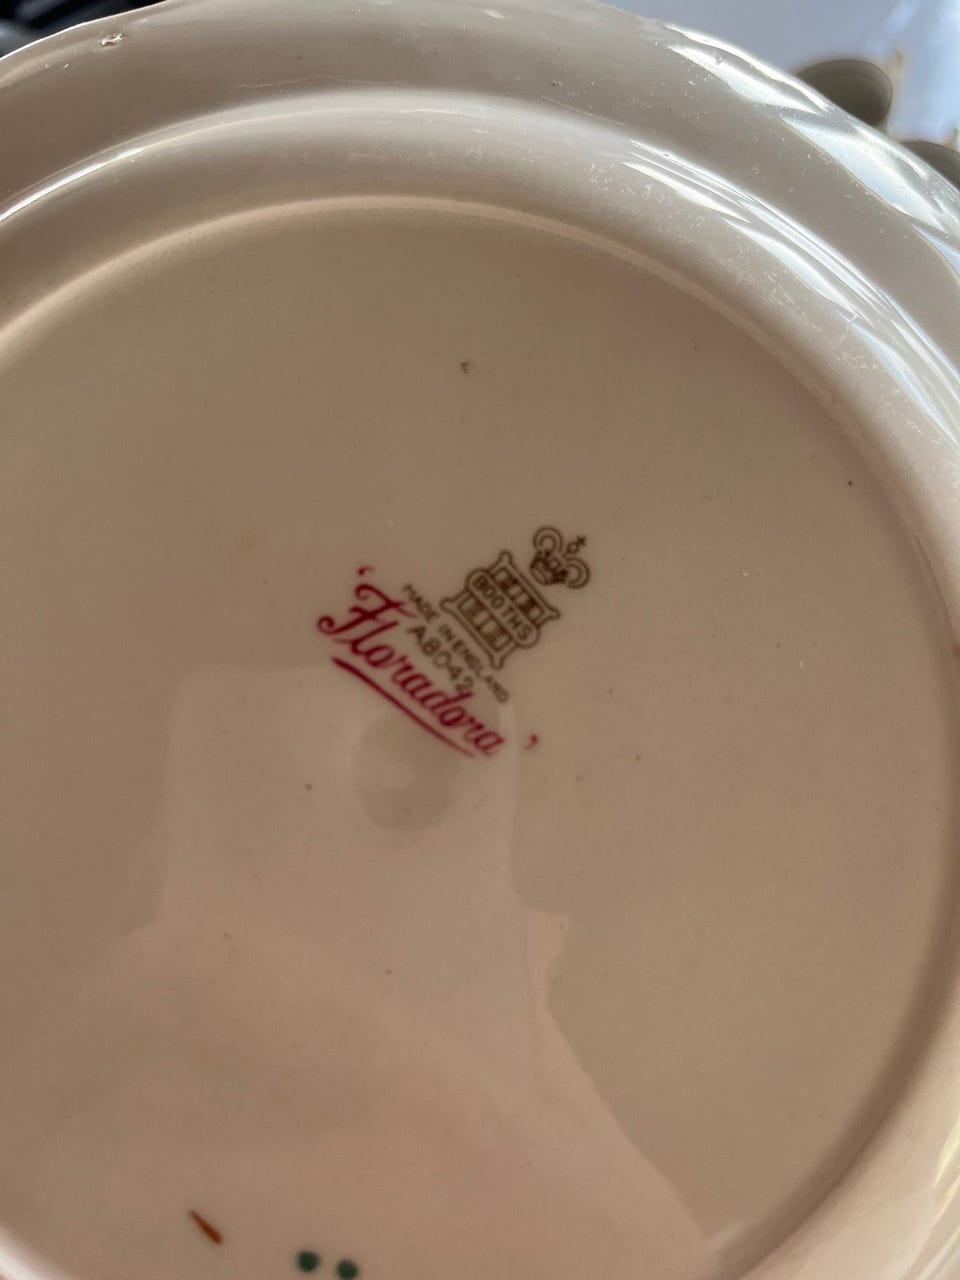 BOOTHS
MADE IN ENGLAND
A8042
'Floradora'